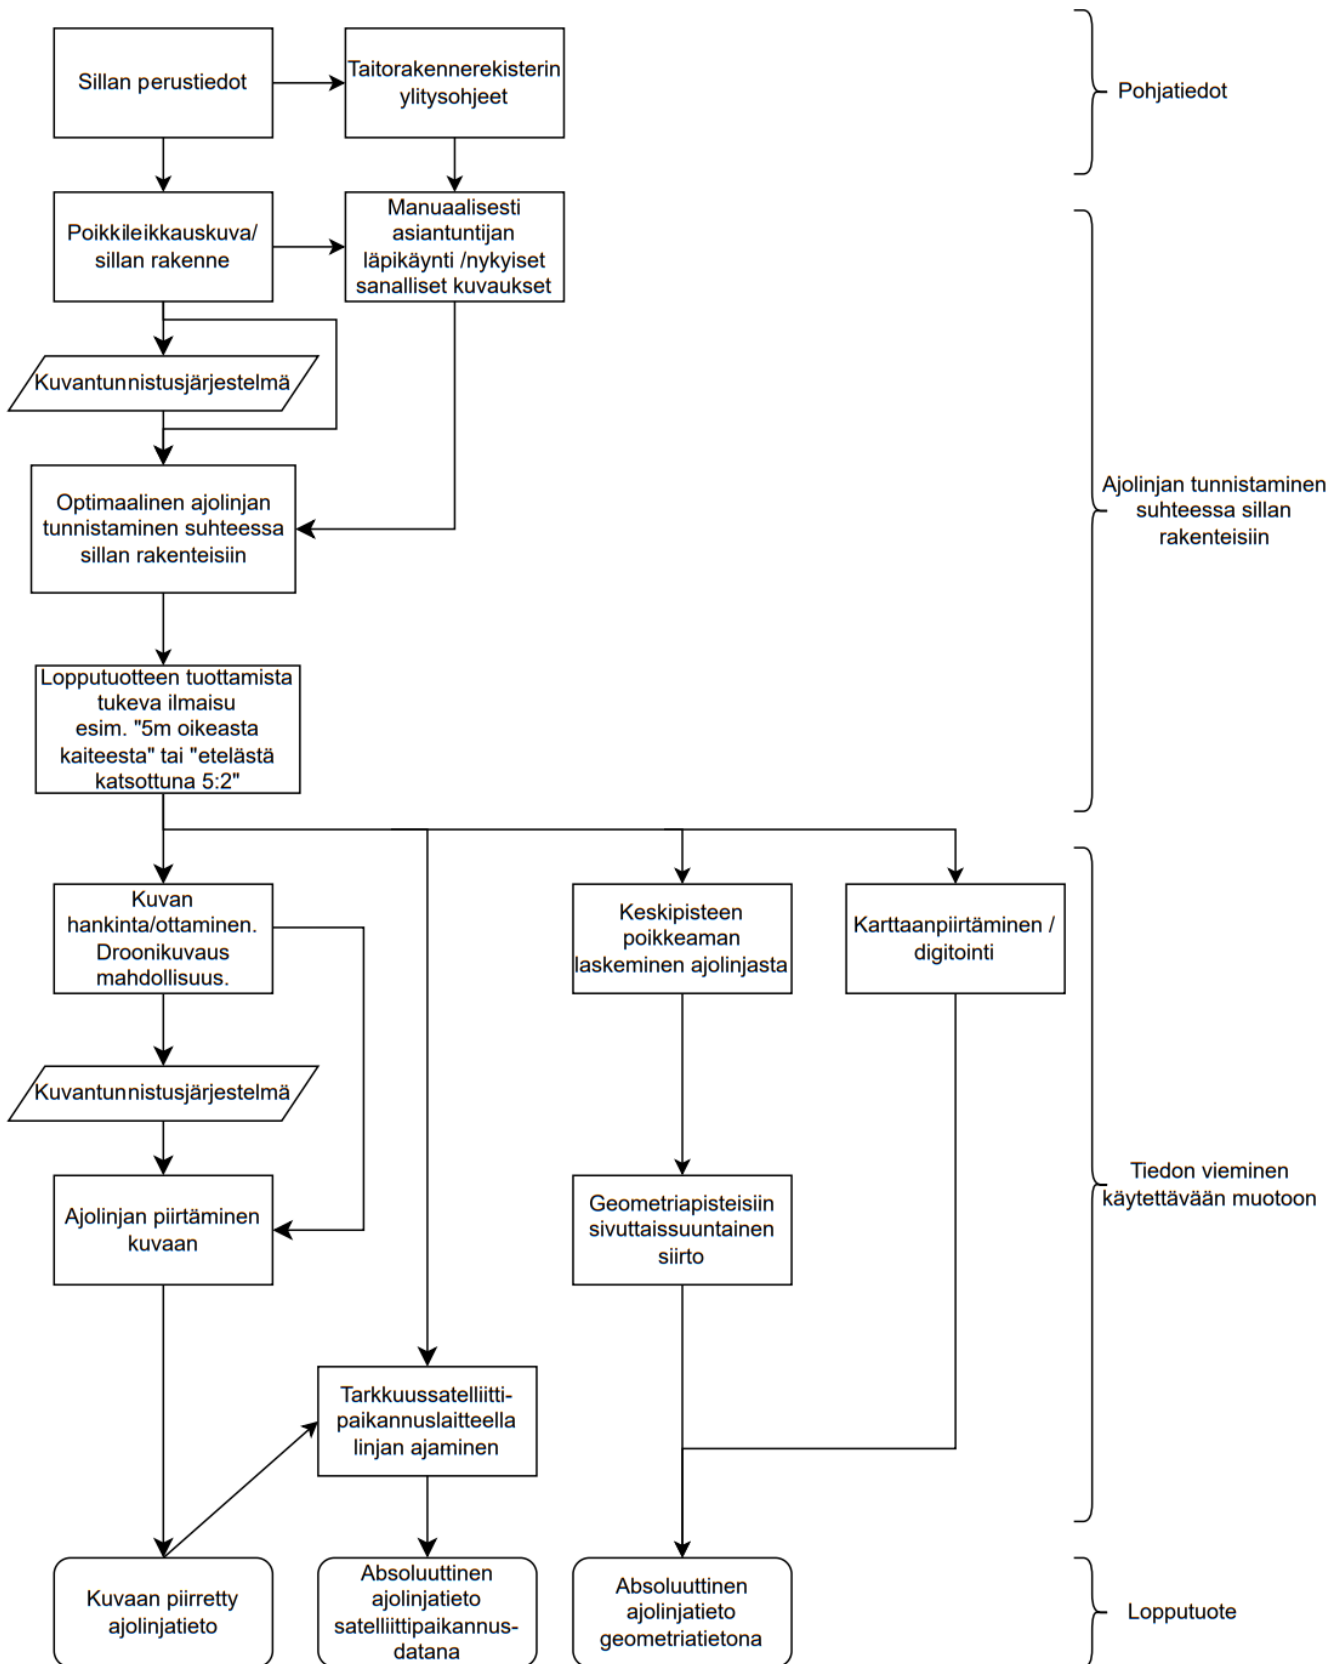 Sillan perustiedot
Taitorakennerekisterin
ylitysohjeet
Pohjatiedot
Poikkileikkauskuva/
sillan rakenne
Manuaalisesti
asiantuntijan
läpikäynti /nykyiset
sanalliset kuvaukset
Kuvantunnistusjärjestelmä
Optimaalinen ajolinjan
tunnistaminen suhteessa
sillan rakenteisiin
Ajolinjan tunnistaminen
suhteessa sillan
rakenteisiin
Lopputuotteen tuottamista
tukeva ilmaisu
esim. "5m oikeasta
kaiteesta" tai "etelästä
katsottuna 5:2"
Kuvan
hankinta/ottaminen.
Droonikuvaus
mahdollisuus.
Keskipisteen
poikkeaman
laskeminen ajolinjasta
Karttaanpiirtäminen /
digitointi
Kuvantunnistusjärjestelmä
Ajolinjan piirtäminen
kuvaan
Geometriapisteisiin
sivuttaissuuntainen
siirto
Tiedon vieminen
käytettävään muotoon
Tarkkuussatelliitti-
paikannuslaitteella
linjan ajaminen
Kuvaan piirretty
ajolinjatieto
Absoluuttinen
ajolinjatieto
satelliittipaikannus-
datana
Absoluuttinen
ajolinjatieto
geometriatietona
Lopputuote